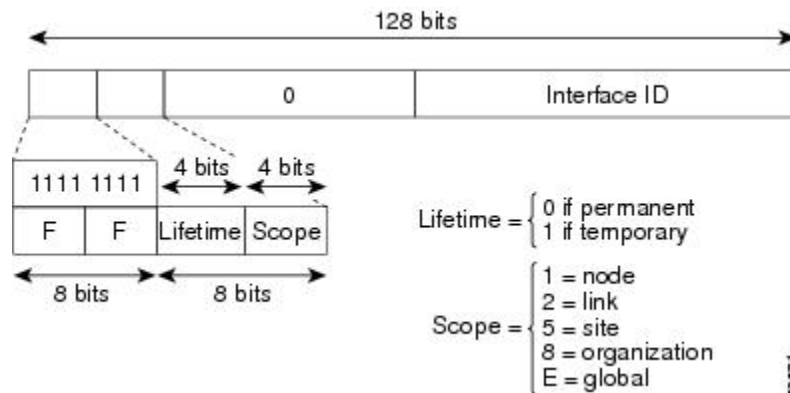 128 bits
0 Interface ID
4 bits 4 bits
1111 1111
F F Lifetime Scope
8 bits 8 bits
Lifetime = 0 if permanent
1 if temporary
Scope = 1 = node
2 = link
5 = site
8 = organization
E = global